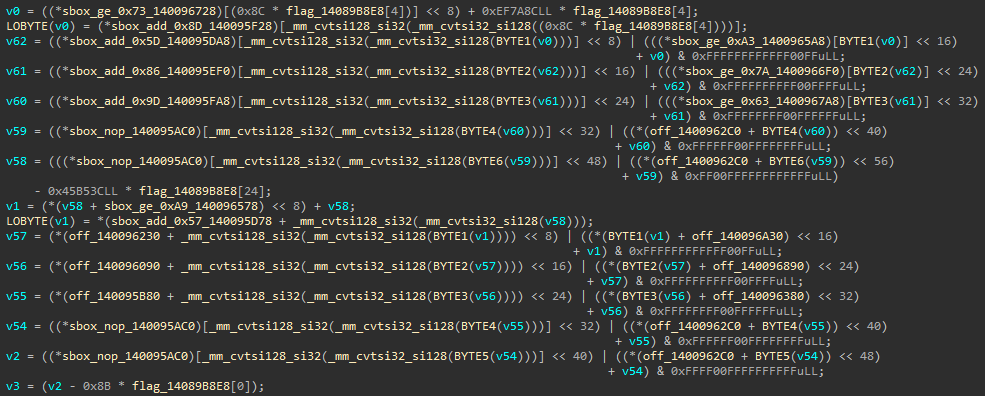 v0 = ((*sbox_ge_0x73_140096728)[(0x8C * flag_14089B8E8[4])] << 8) + 0xEF7A8CLL * flag_14089B8E8[4];
LOBYTE(v0) = (*sbox_add_0x8D_140095F28)[_mm_cvtsi128_si32(_mm_cvtsi32_si128((0x8C * flag_14089B8E8[4])))];
v62 = ((*sbox_add_0x5D_140095DA8)[_mm_cvtsi128_si32(_mm_cvtsi32_si128(BYTE1(v0)))] << 8) | (((*sbox_ge_0xA3_1400965A8)[BYTE1(v0)] << 16)
+ v0) & 0xFFFFFFFFFFFF00FFuLL;
v61 = ((*sbox_add_0x86_140095EF0)[_mm_cvtsi128_si32(_mm_cvtsi32_si128(BYTE2(v62)))] << 16) | (((*sbox_ge_0x7A_1400966F0)[BYTE2(v62)] << 24)
+ v62) & 0xFFFFFFFFFF00FFFFuLL;
v60 = ((*sbox_add_0x9D_140095FA8)[_mm_cvtsi128_si32(_mm_cvtsi32_si128(BYTE3(v61)))] << 24) | (((*sbox_ge_0x63_1400967A8)[BYTE3(v61)] << 32)
+ v61) & 0xFFFFFFFF00FFFFFFuLL;
v59 = ((*sbox_nop_140095AC0)[_mm_cvtsi128_si32(_mm_cvtsi32_si128(BYTE4(v60)))] << 32) | ((*(off_1400962C0 + BYTE4(v60)) << 40)
+ v60) & 0xFFFFFF00FFFFFFFFuLL;
v58 = (((*sbox_nop_140095AC0)[_mm_cvtsi128_si32(_mm_cvtsi32_si128(BYTE6(v59)))] << 48) | ((*(off_1400962C0 + BYTE6(v59)) << 56)
+ v59) & 0xFF00FFFFFFFFFFFFuLL)
- 0x45B53CLL * flag_14089B8E8[24];
v1 = (*(v58 + sbox_ge_0xA9_140096578) << 8) + v58;
LOBYTE(v1) = *(sbox_add_0x57_140095D78 + _mm_cvtsi128_si32(_mm_cvtsi32_si128(v58)));
v57 = (*(off_140096230 + _mm_cvtsi128_si32(_mm_cvtsi32_si128(BYTE1(v1)))) << 8) | ((*(BYTE1(v1) + off_140096A30) << 16)
+ v1) & 0xFFFFFFFFFFFF00FFuLL;
v56 = (*(off_140096090 + _mm_cvtsi128_si32(_mm_cvtsi32_si128(BYTE2(v57)))) << 16) | ((*(BYTE2(v57) + off_140096890) << 24)
+ v57) & 0xFFFFFFFFFF00FFFFuLL;
v55 = (*(off_140095B80 + _mm_cvtsi128_si32(_mm_cvtsi32_si128(BYTE3(v56)))) << 24) | ((*(BYTE3(v56) + off_140096380) << 32)
+ v56) & 0xFFFFFFFF00FFFFFFuLL;
v54 = ((*sbox_nop_140095AC0)[_mm_cvtsi128_si32(_mm_cvtsi32_si128(BYTE4(v55)))] << 32) | ((*(off_1400962C0 + BYTE4(v55)) << 40)
+ v55) & 0xFFFFFF00FFFFFFFFuLL;
v2 = ((*sbox_nop_140095AC0)[_mm_cvtsi128_si32(_mm_cvtsi32_si128(BYTE5(v54)))] << 40) | ((*(off_1400962C0 + BYTE5(v54)) << 48)
+ v54) & 0xFFFF00FFFFFFFFFFuLL;
v3 = (v2 - 0x8B * flag_14089B8E8[0]);